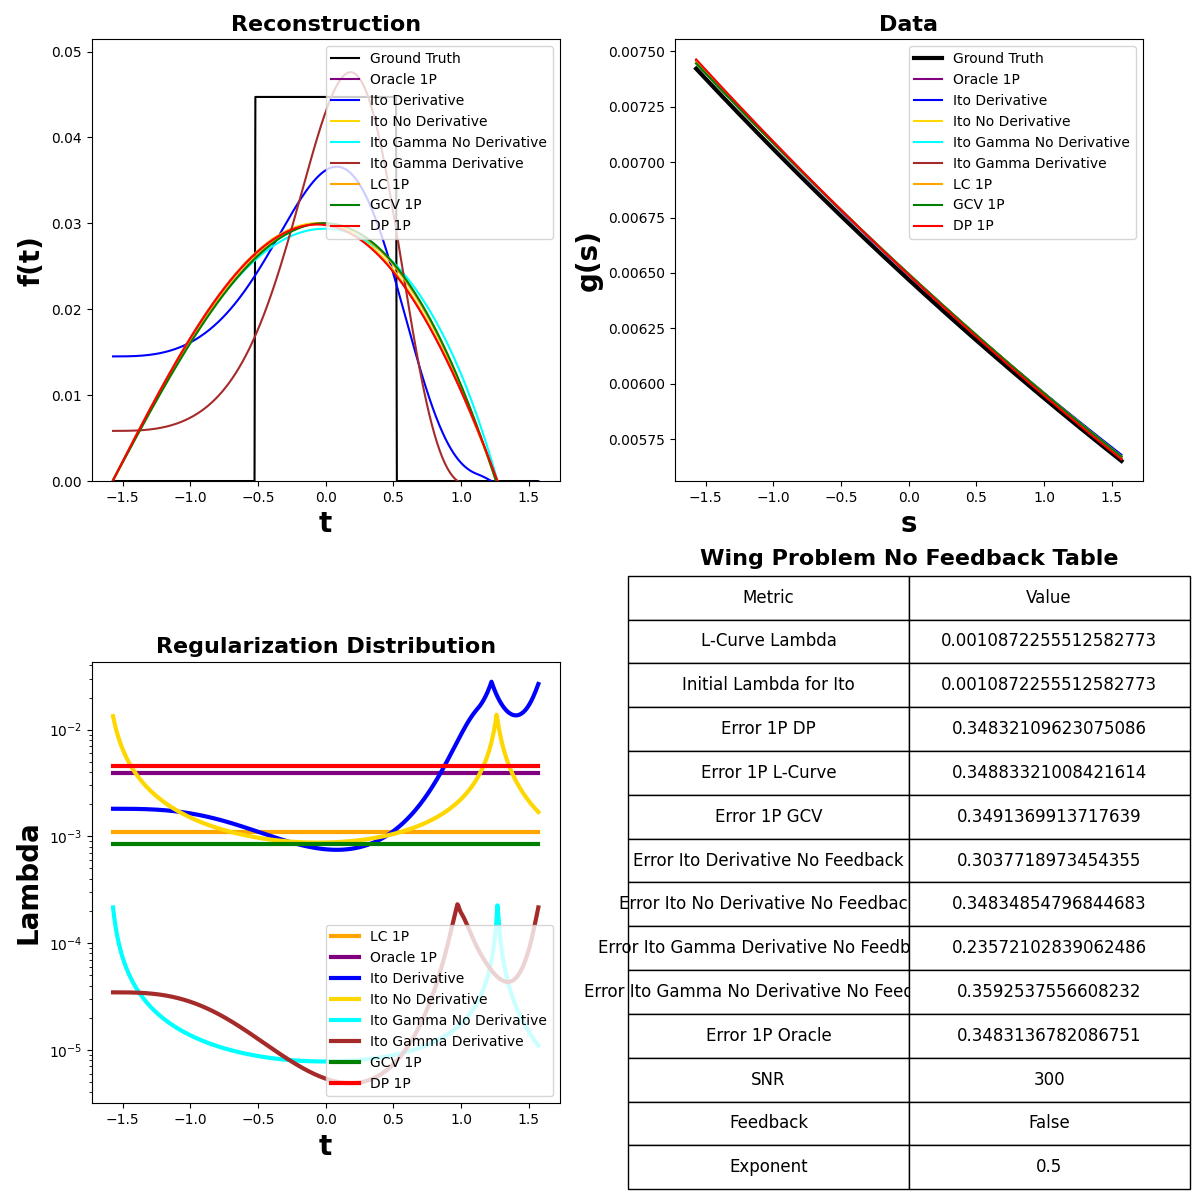 Reconstruction
f(t)
0.05
0.04
0.03
0.02
0.01
0.00
Ground Truth
Oracle 1P
Ito Derivative
Ito No Derivative
Ito Gamma No Derivative
Ito Gamma Derivative
LC 1P
GCV 1P
DP 1P
−1.5 −1.0 −0.5 0.0 0.5 1.0 1.5
t
Data
g(s)
0.00750
0.00725
0.00700
0.00675
0.00650
0.00625
0.00600
0.00575
Ground Truth
Oracle 1P
Ito Derivative
Ito No Derivative
Ito Gamma No Derivative
Ito Gamma Derivative
LC 1P
GCV 1P
DP 1P
−1.5 −1.0 −0.5 0.0 0.5 1.0 1.5
s
Regularization Distribution
Lambda
10⁻²
10⁻³
10⁻⁴
10⁻⁵
LC 1P
Oracle 1P
Ito Derivative
Ito No Derivative
Ito Gamma No Derivative
Ito Gamma Derivative
GCV 1P
DP 1P
−1.5 −1.0 −0.5 0.0 0.5 1.0 1.5
t
Wing Problem No Feedback Table
Metric Value
L-Curve Lambda 0.0010872255512582773
Initial Lambda for Ito 0.0010872255512582773
Error 1P DP 0.34832109623075086
Error 1P L-Curve 0.34883321008421614
Error 1P GCV 0.3491369913717639
Error Ito Derivative No Feedback 0.3037718973454355
Error Ito No Derivative No Feedbac 0.34834854796844683
Error Ito Gamma Derivative No Feedb 0.23572102839062486
Error Ito Gamma No Derivative No Feed 0.3592537556608232
Error 1P Oracle 0.3483136782086751
SNR 300
Feedback False
Exponent 0.5